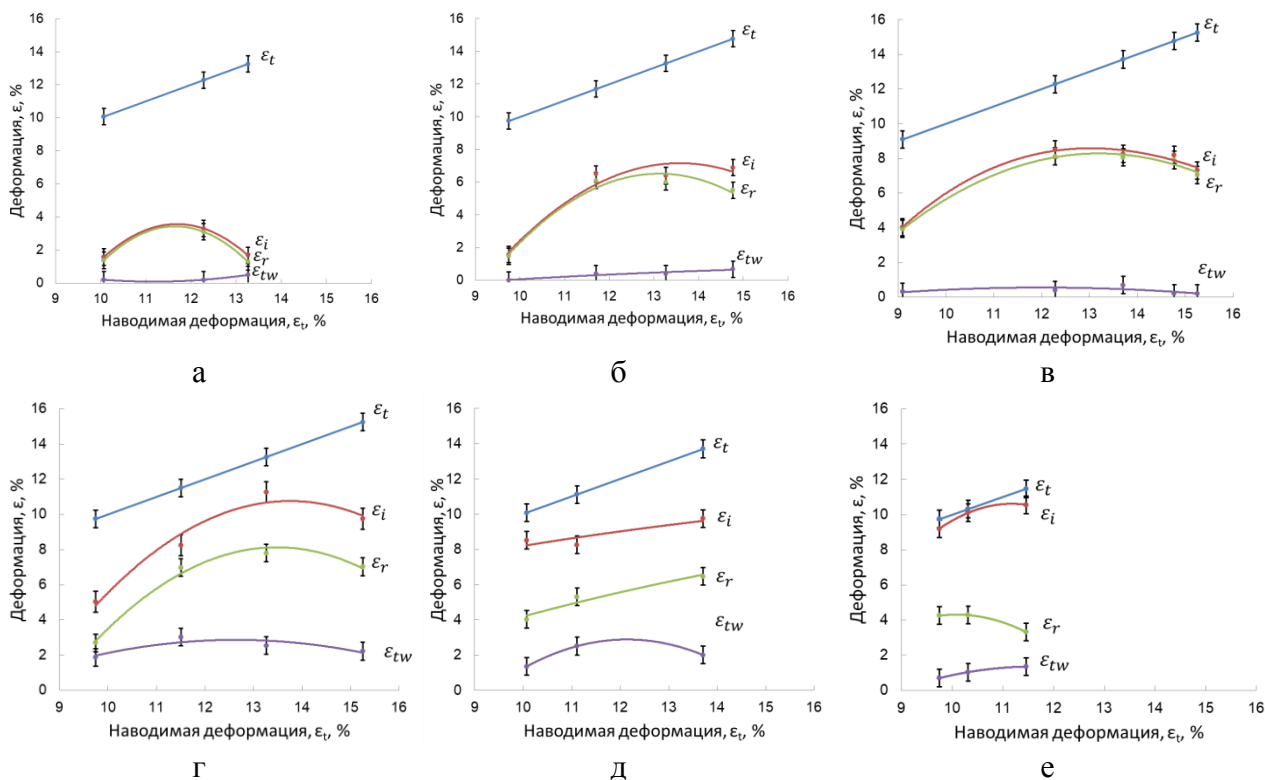 Деформация, ε, %
16
14
12
10
8
6
4
2
0
εt
εi
εr
εtw
9 10 11 12 13 14 15 16
Наводимая деформация, εt, %
а
Деформация, ε, %
16
14
12
10
8
6
4
2
0
εt
εi
εr
εtw
9 10 11 12 13 14 15 16
Наводимая деформация, εt, %
б
Деформация, ε, %
16
14
12
10
8
6
4
2
0
εt
εi
εr
εtw
9 10 11 12 13 14 15 16
Наводимая деформация, εt, %
в
Деформация, ε, %
16
14
12
10
8
6
4
2
0
εt
εi
εr
εtw
9 10 11 12 13 14 15 16
Наводимая деформация, εt, %
г
Деформация, ε, %
16
14
12
10
8
6
4
2
0
εt
εi
εr
εtw
9 10 11 12 13 14 15 16
Наводимая деформация, εt, %
д
Деформация, ε, %
16
14
12
10
8
6
4
2
0
εt
εi
εr
εtw
9 10 11 12 13 14 15 16
Наводимая деформация, εt, %
е